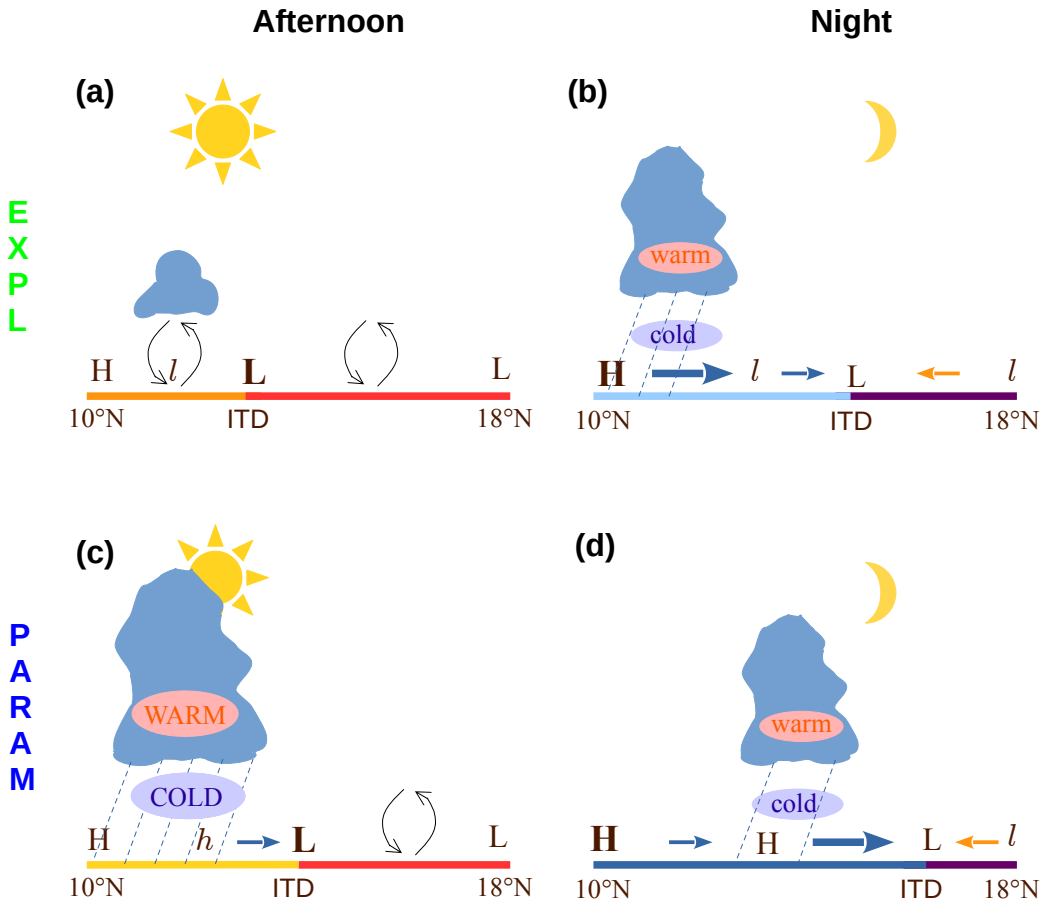 Afternoon
Night
(a)
(b)
E
X
P
L
warm
cold
H l L L
H l L l
10°N ITD 18°N
10°N ITD 18°N
(c)
(d)
P
A
R
A
M
WARM
warm
COLD
cold
H h L L
H H L l
10°N ITD 18°N
10°N ITD 18°N